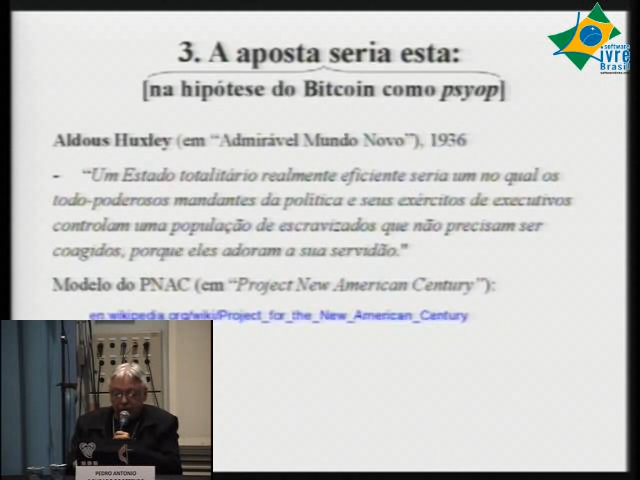 3. A aposta seria esta:
[na hipótese do Bitcoin como psyop]
Aldous Huxley (em “Admirável Mundo Novo”), 1936
- “Um Estado totalitário realmente eficiente seria um no qual os
todo-poderosos mandantes da política e seus exércitos de executivos
controlam uma população de escravizados que não precisam ser
coagidos, porque eles adoram a sua servidão.”
Modelo do PNAC (em “Project New American Century”):
en.wikipedia.org/wiki/Project_for_the_New_American_Century
software
ivre
Brasil
PEDRO ANTONIO